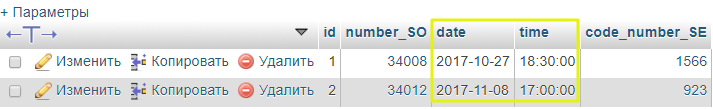 + Параметры
id number_SO date time code_number_SE
Изменить Копировать Удалить 1 34008 2017-10-27 18:30:00 1566
Изменить Копировать Удалить 2 34012 2017-11-08 17:00:00 923